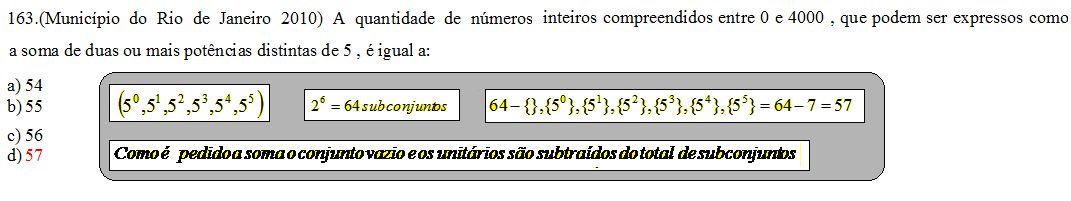 163.(Município do Rio de Janeiro 2010) A quantidade de números inteiros compreendidos entre 0 e 4000 , que podem ser expressos como
a soma de duas ou mais potências distintas de 5 , é igual a:
a) 54
b) 55
c) 56
d) 57
(5⁰,5¹,5²,5³,5⁴,5⁵) 2⁶ = 64 subconjuntos 64 – {},{5⁰},{5¹},{5²},{5³},{5⁴},{5⁵} = 64 – 7 = 57
Como é pedido a soma o conjunto vazio e os unitários são subtraídos do total de subconjuntos